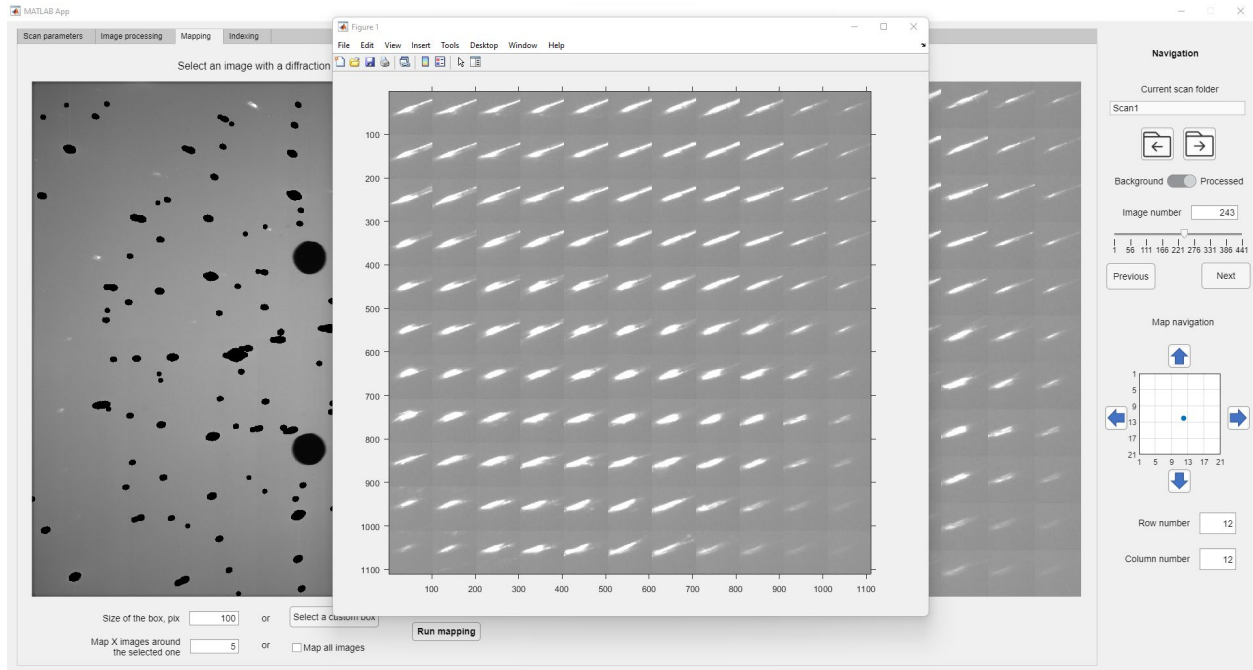 MATLAB App
Scan parameters Image processing Mapping Indexing
Select an image with a diffraction
Figure 1
File Edit View Insert Tools Desktop Window Help
100
200
300
400
500
600
700
800
900
1000
1100
100 200 300 400 500 600 700 800 900 1000 1100
Size of the box, pix 100 or Select a custom box
Map X images around
the selected one 5 or Map all images
Run mapping
Navigation
Current scan folder
Scan1
Background Processed
Image number 243
1 56 111 166 221 276 331 386 441
Previous Next
Map navigation
1
5
9
13
17
21
1 5 9 13 17 21
Row number 12
Column number 12